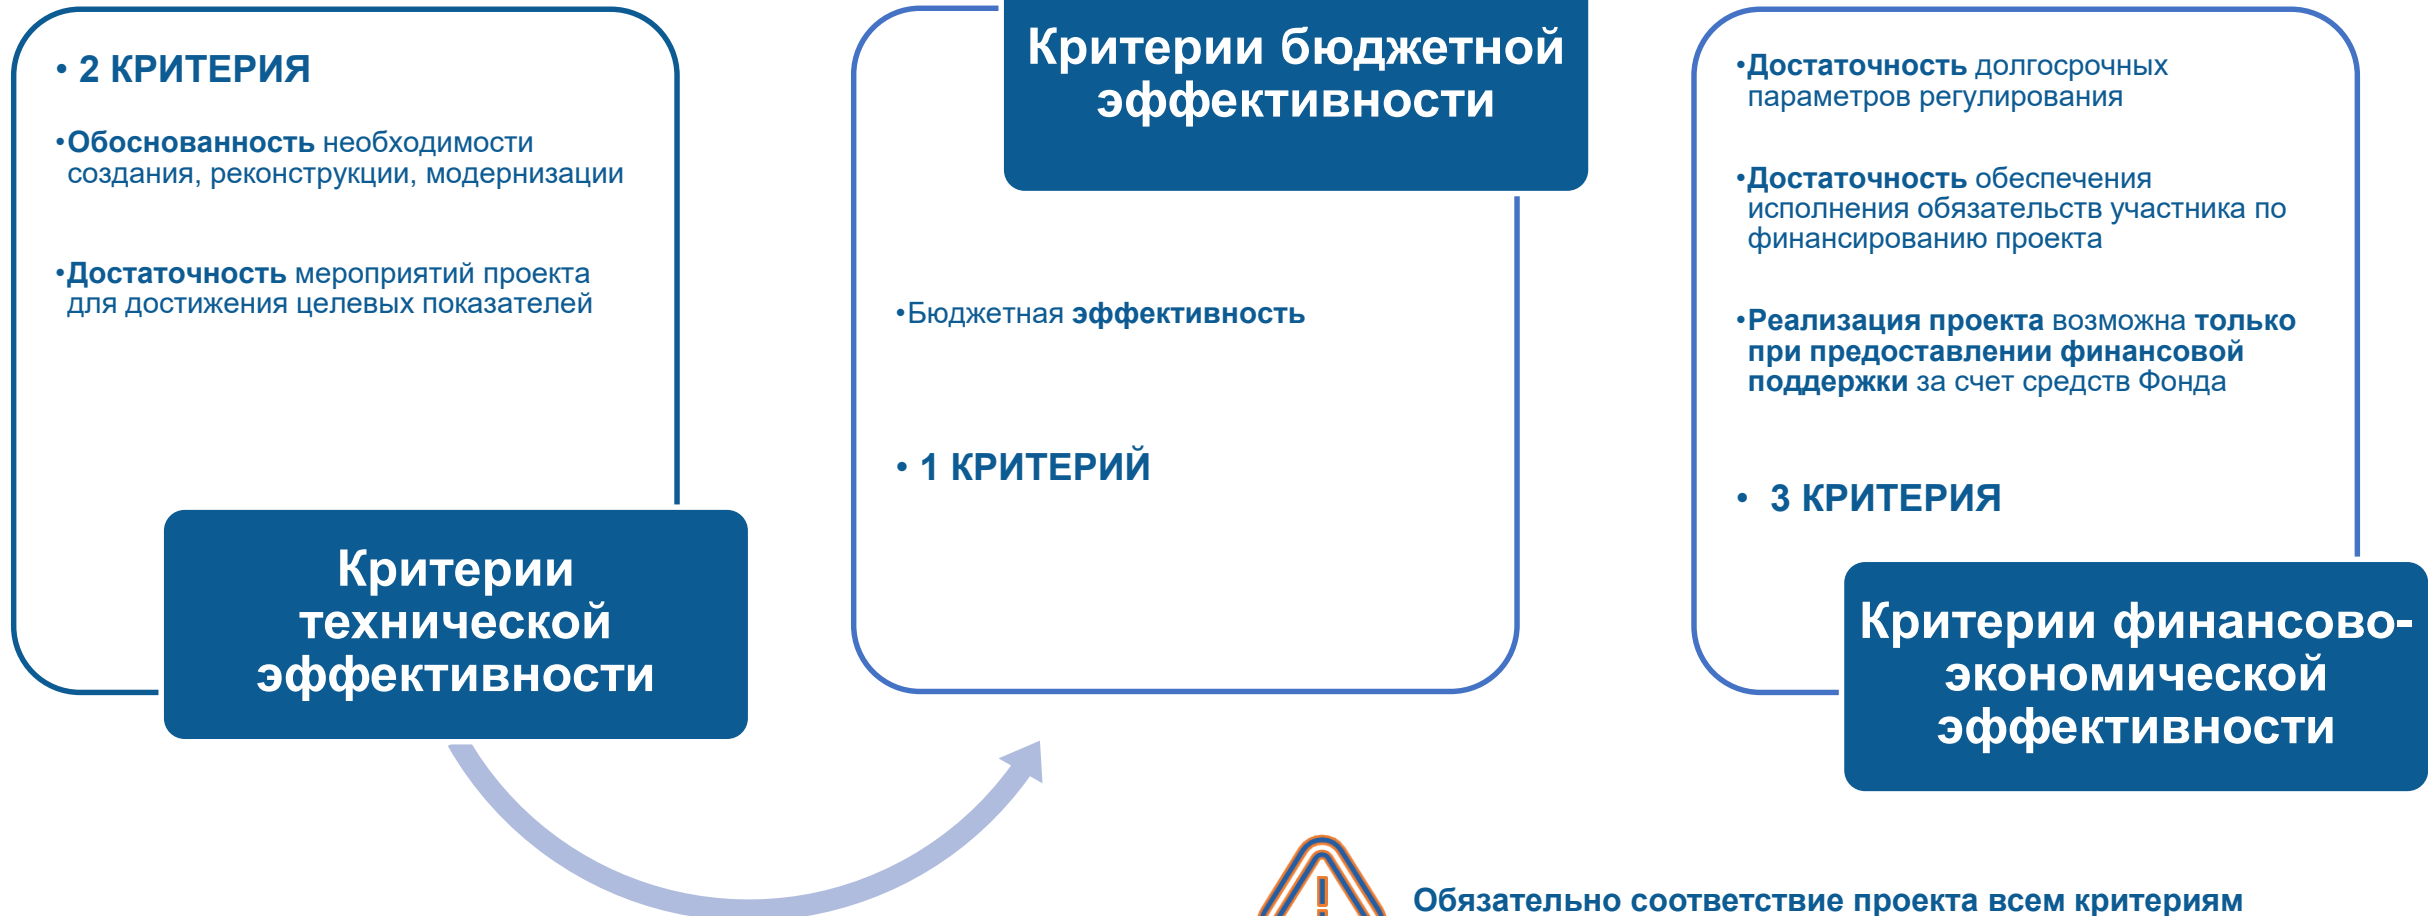 • 2 КРИТЕРИЯ
•Обоснованность необходимости
создания, реконструкции, модернизации
•Достаточность мероприятий проекта
для достижения целевых показателей
Критерии
технической
эффективности
Критерии бюджетной
эффективности
•Бюджетная эффективность
• 1 КРИТЕРИЙ
•Достаточность долгосрочных
параметров регулирования
•Достаточность обеспечения
исполнения обязательств участника по
финансированию проекта
•Реализация проекта возможна только
при предоставлении финансовой
поддержки за счет средств Фонда
• 3 КРИТЕРИЯ
Критерии финансово-
экономической
эффективности
Обязательно соответствие проекта всем критериям